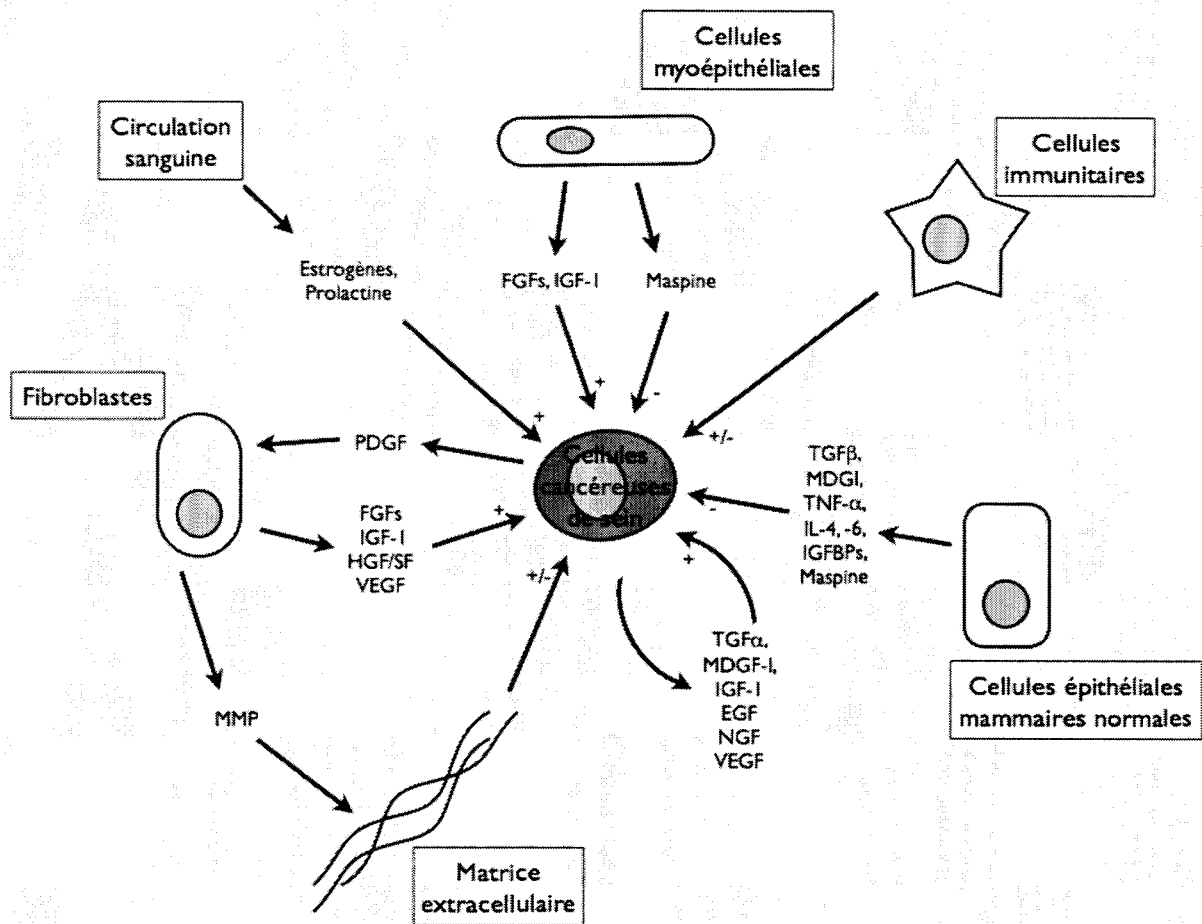 Cellules
myoépithéliales
Circulation
sanguine
Cellules
immunitaires
Estrogènes,
Prolactine
FGFs, IGF-1
Maspine
Fibroblastes
+
-
+
+/-
PDGF
Cellules
cancéreuses
de sein
TGFβ,
MDGI,
TNF-α,
IL-4, -6,
IGFBPs,
Maspine
FGFs
IGF-1
HGF/SF
VEGF
+
-
+/-
+
TGFα,
MDGF-1,
IGF-1
EGF
NGF
VEGF
Cellules épithéliales
mammaires normales
MMP
Matrice
extracellulaire